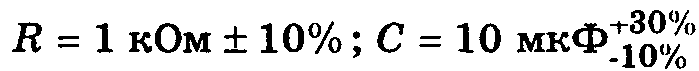 R = 1 кОм ± 10%; C = 10 мкФ+30% -10%